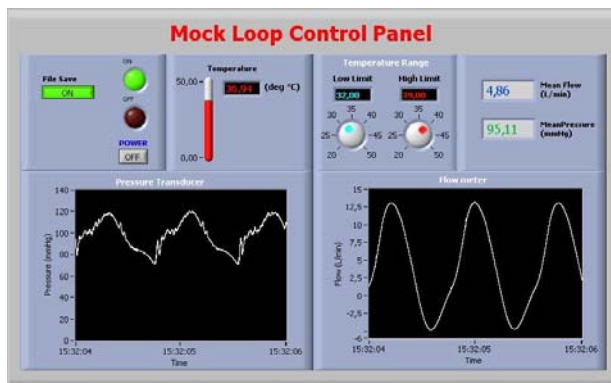 Mock Loop Control Panel
File Save
ON
ON
OFF
POWER
OFF
Temperature
50,00
36,94 (deg °C)
0,00
Temperature Range
Low Limit High Limit
32,00 39,00
30 35 40
25 45
20 50
30 35 40
25 45
20 50
4,86 Mean Flow
(L/min)
95,11 MeanPressure
(mmHg)
Pressure Transducer
Pressure (mmHg)
140
120
100
80
60
40
20
0
15:32:04 15:32:05 15:32:06
Time
Flow meter
Flow (L/min)
15
12,5
10
7,5
5
2,5
0
-2,5
-6
15:32:04 15:32:05 15:32:06
Time